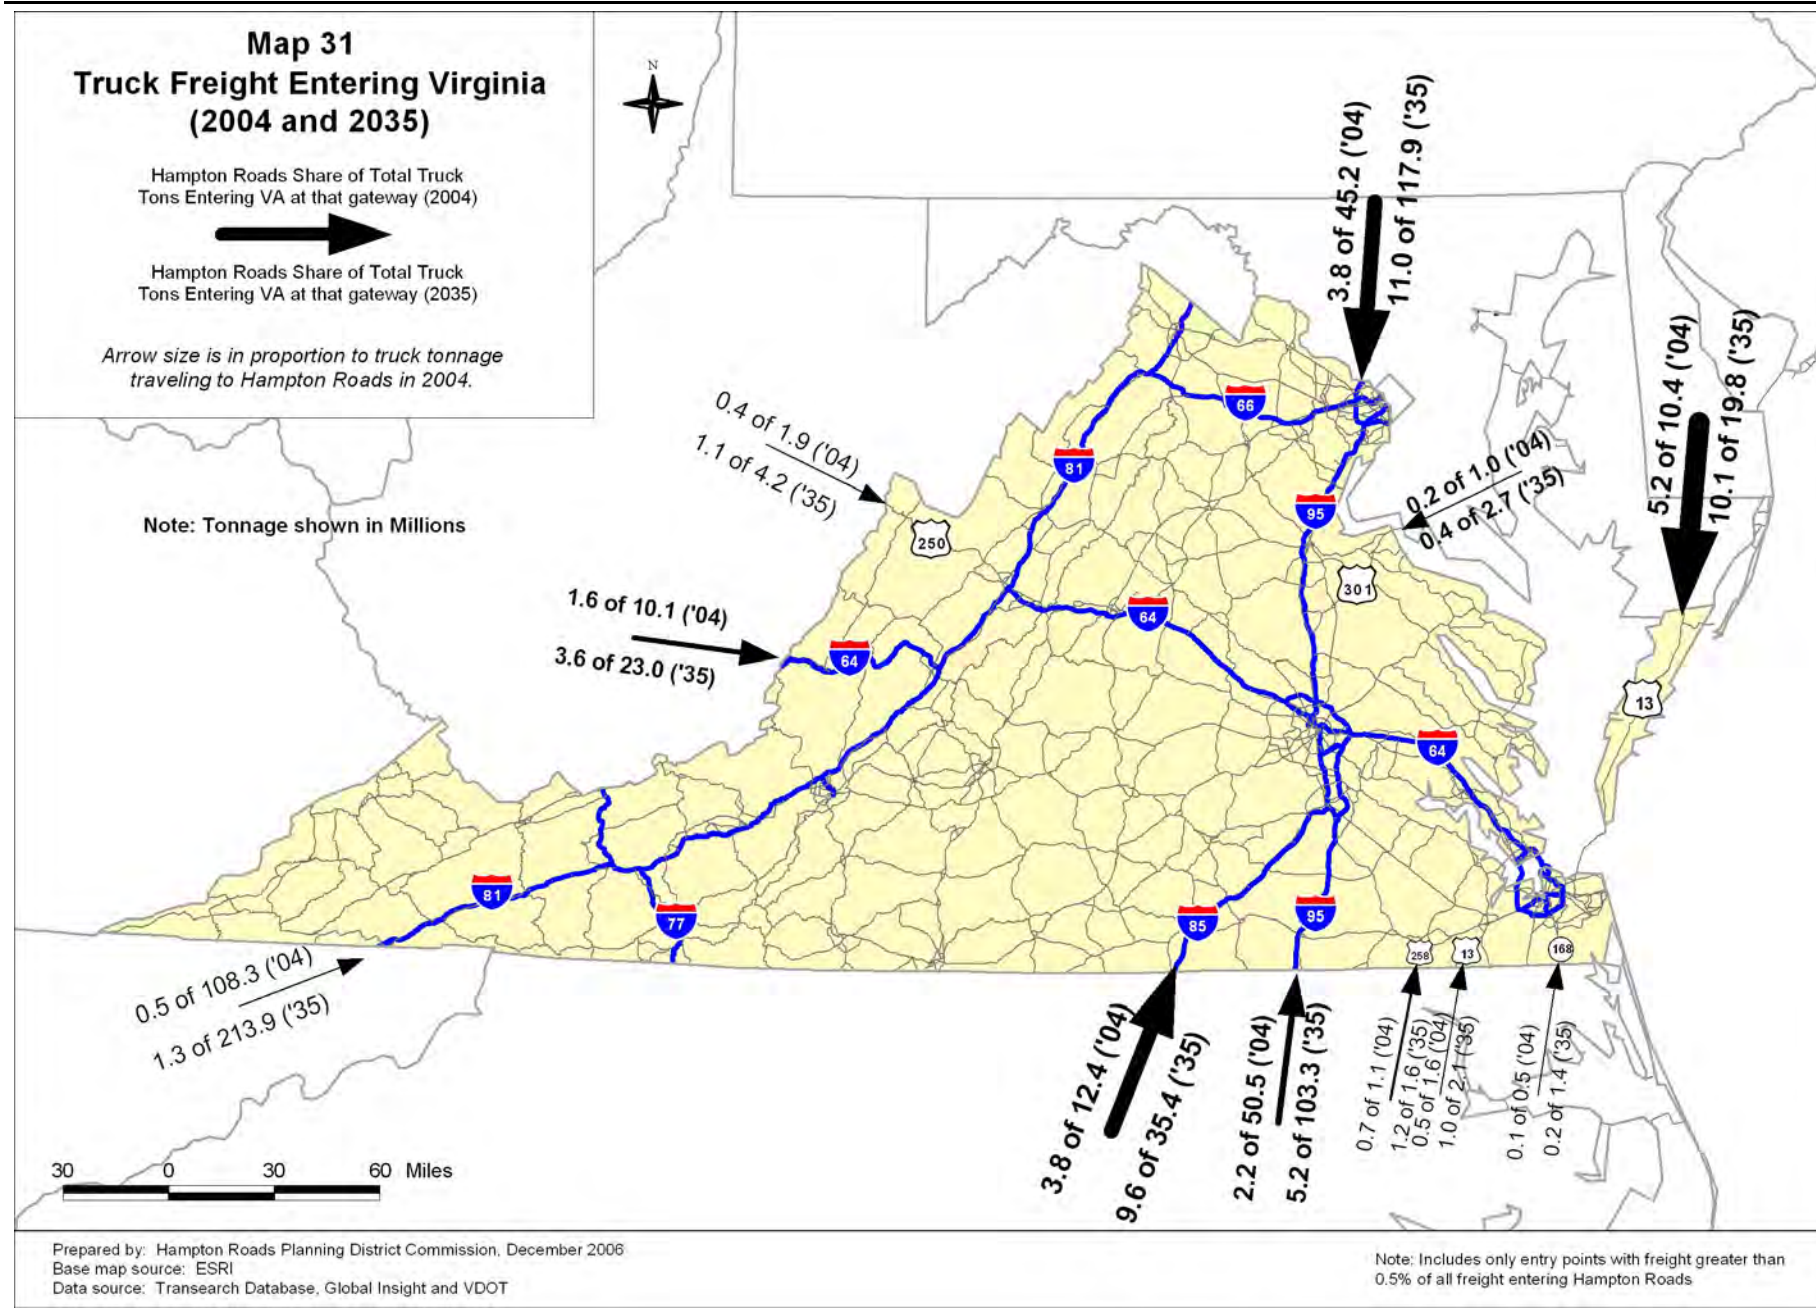 Map 31
Truck Freight Entering Virginia
(2004 and 2035)
Hampton Roads Share of Total Truck
Tons Entering VA at that gateway (2004)
Hampton Roads Share of Total Truck
Tons Entering VA at that gateway (2035)
Arrow size is in proportion to truck tonnage
traveling to Hampton Roads in 2004.
N
Note: Tonnage shown in Millions
3.8 of 45.2 ('04)
11.0 of 117.9 ('35)
5.2 of 10.4 ('04)
10.1 of 19.8 ('35)
0.4 of 1.9 ('04)
1.1 of 4.2 ('35)
0.2 of 1.0 ('04)
0.4 of 2.7 ('35)
1.6 of 10.1 ('04)
3.6 of 23.0 ('35)
0.5 of 108.3 ('04)
1.3 of 213.9 ('35)
3.8 of 12.4 ('04)
9.6 of 35.4 ('35)
2.2 of 50.5 ('04)
5.2 of 103.3 ('35)
0.7 of 1.1 ('04)
1.2 of 1.6 ('35)
0.5 of 1.6 ('04)
1.0 of 2.1 ('35)
0.1 of 0.5 ('04)
0.2 of 1.4 ('35)
66
81
95
250
301
64
64
13
64
81
77
85
95
258
13
168
30 0 30 60 Miles
Prepared by: Hampton Roads Planning District Commission, December 2006
Base map source: ESRI
Data source: Transearch Database, Global Insight and VDOT
Note: Includes only entry points with freight greater than
0.5% of all freight entering Hampton Roads